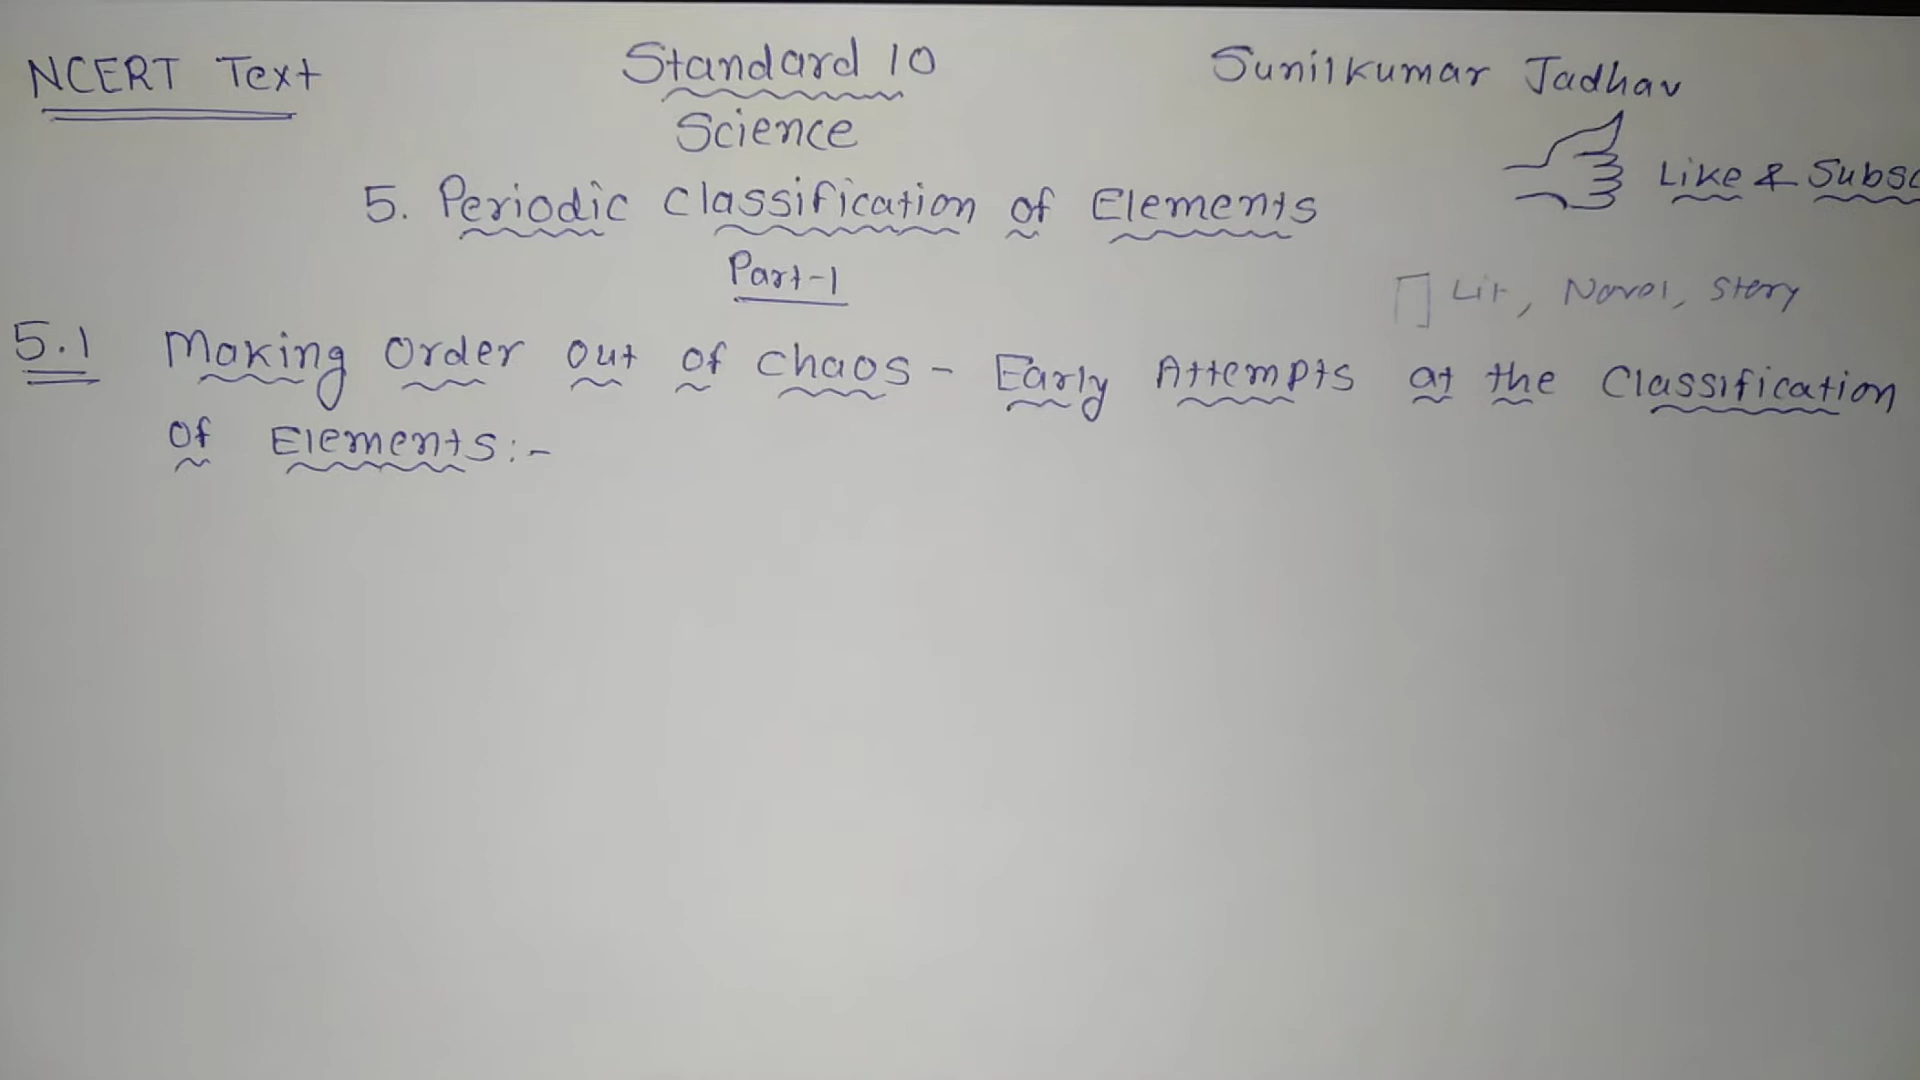 NCERT Text
Standard 10
Science
Sunilkumar Jadhav
Like & Subsc
5. Periodic Classification of Elements
Part-1
Lit, Novel, Story
5.1 Making Order out of chaos - Early Attempts at the Classification
of Elements:-